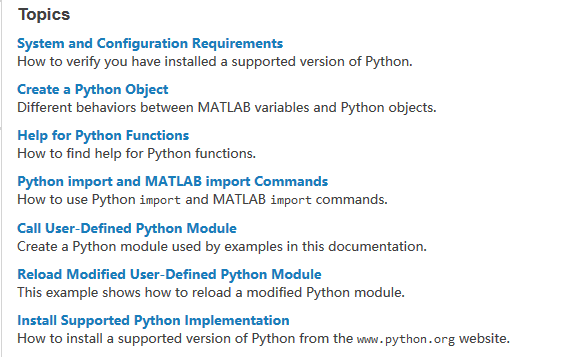 Topics
System and Configuration Requirements
How to verify you have installed a supported version of Python.
Create a Python Object
Different behaviors between MATLAB variables and Python objects.
Help for Python Functions
How to find help for Python functions.
Python import and MATLAB import Commands
How to use Python import and MATLAB import commands.
Call User-Defined Python Module
Create a Python module used by examples in this documentation.
Reload Modified User-Defined Python Module
This example shows how to reload a modified Python module.
Install Supported Python Implementation
How to install a supported version of Python from the www.python.org website.